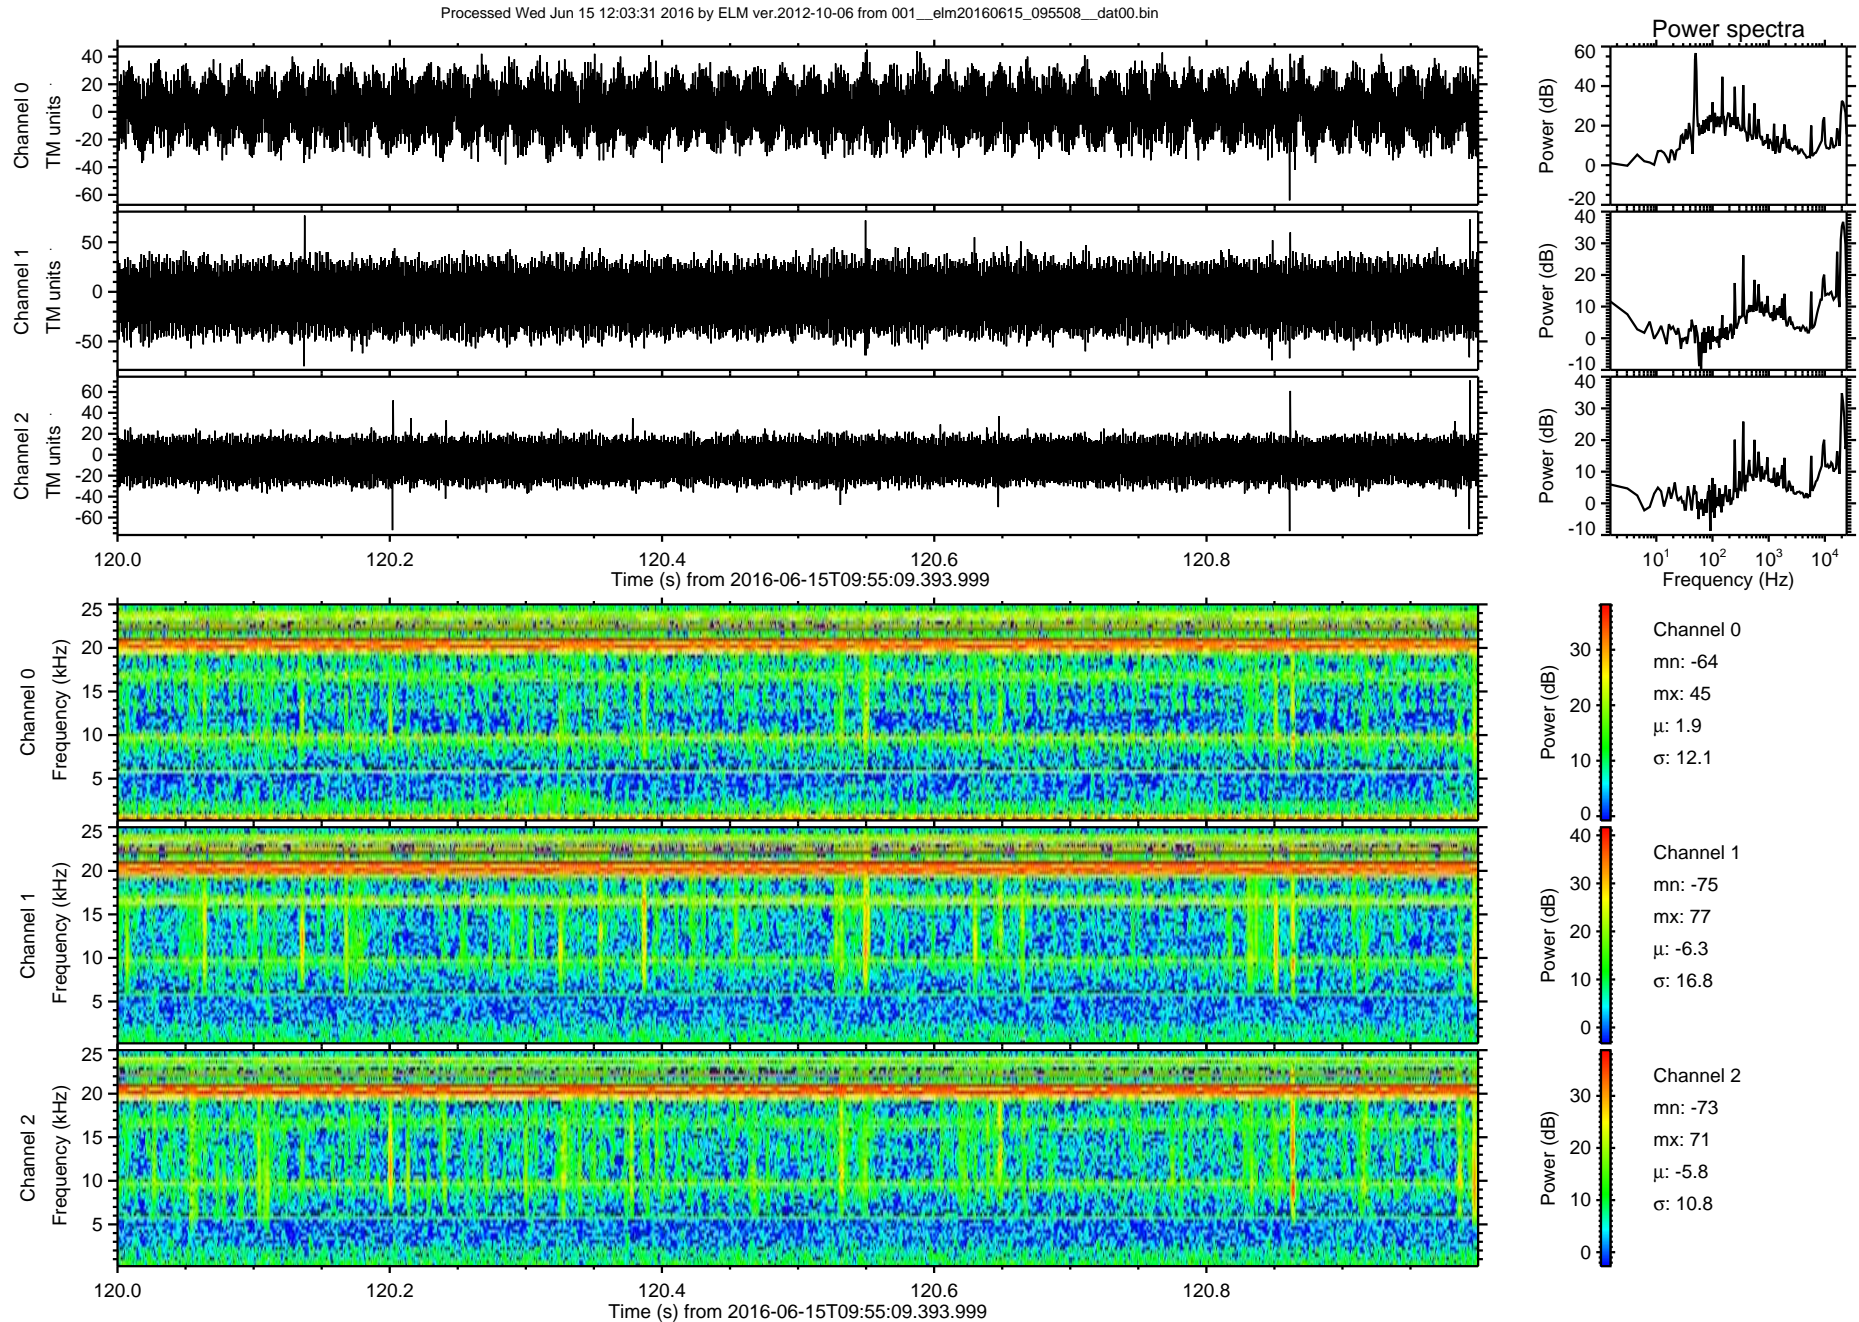 Processed Wed Jun 15 12:03:31 2016 by ELM ver.2012-10-06 from 001__elm20160615_095508__dat00.bin
Power spectra
Channel 0
TM units
40
20
0
-20
-40
-60
Power (dB)
60
40
20
0
-20
Channel 1
TM units
50
0
-50
Power (dB)
40
30
20
10
0
-10
Channel 2
TM units
60
40
20
0
-20
-40
-60
Power (dB)
40
30
20
10
0
-10
120.0 120.2 120.4 120.6 120.8
Time (s) from 2016-06-15T09:55:09.393.999
10¹ 10² 10³ 10⁴
Frequency (Hz)
Channel 0
Frequency (kHz)
25
20
15
10
5
Power (dB)
30
20
10
0
Channel 0
mn: -64
mx: 45
μ: 1.9
σ: 12.1
Channel 1
Frequency (kHz)
25
20
15
10
5
Power (dB)
40
30
20
10
0
Channel 1
mn: -75
mx: 77
μ: -6.3
σ: 16.8
Channel 2
Frequency (kHz)
25
20
15
10
5
Power (dB)
30
20
10
0
Channel 2
mn: -73
mx: 71
μ: -5.8
σ: 10.8
120.0 120.2 120.4 120.6 120.8
Time (s) from 2016-06-15T09:55:09.393.999